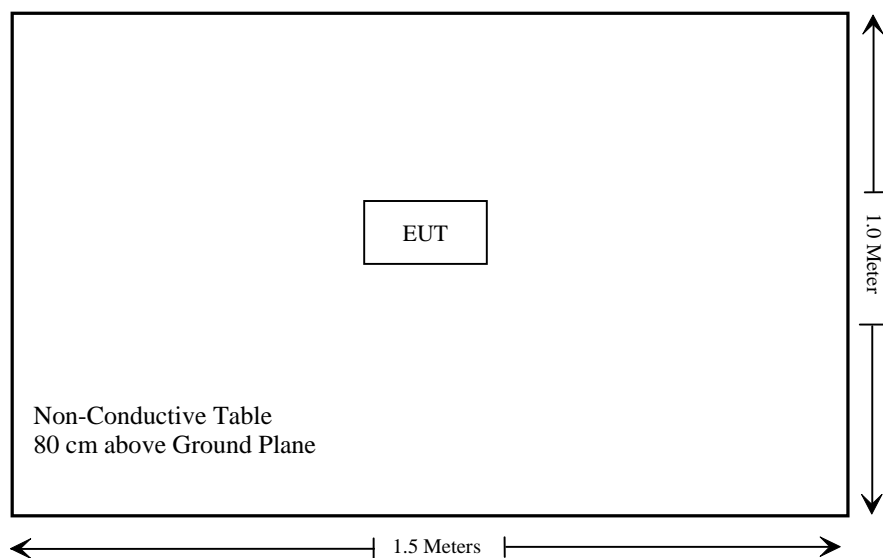 EUT
1.0 Meter
Non-Conductive Table
80 cm above Ground Plane
1.5 Meters